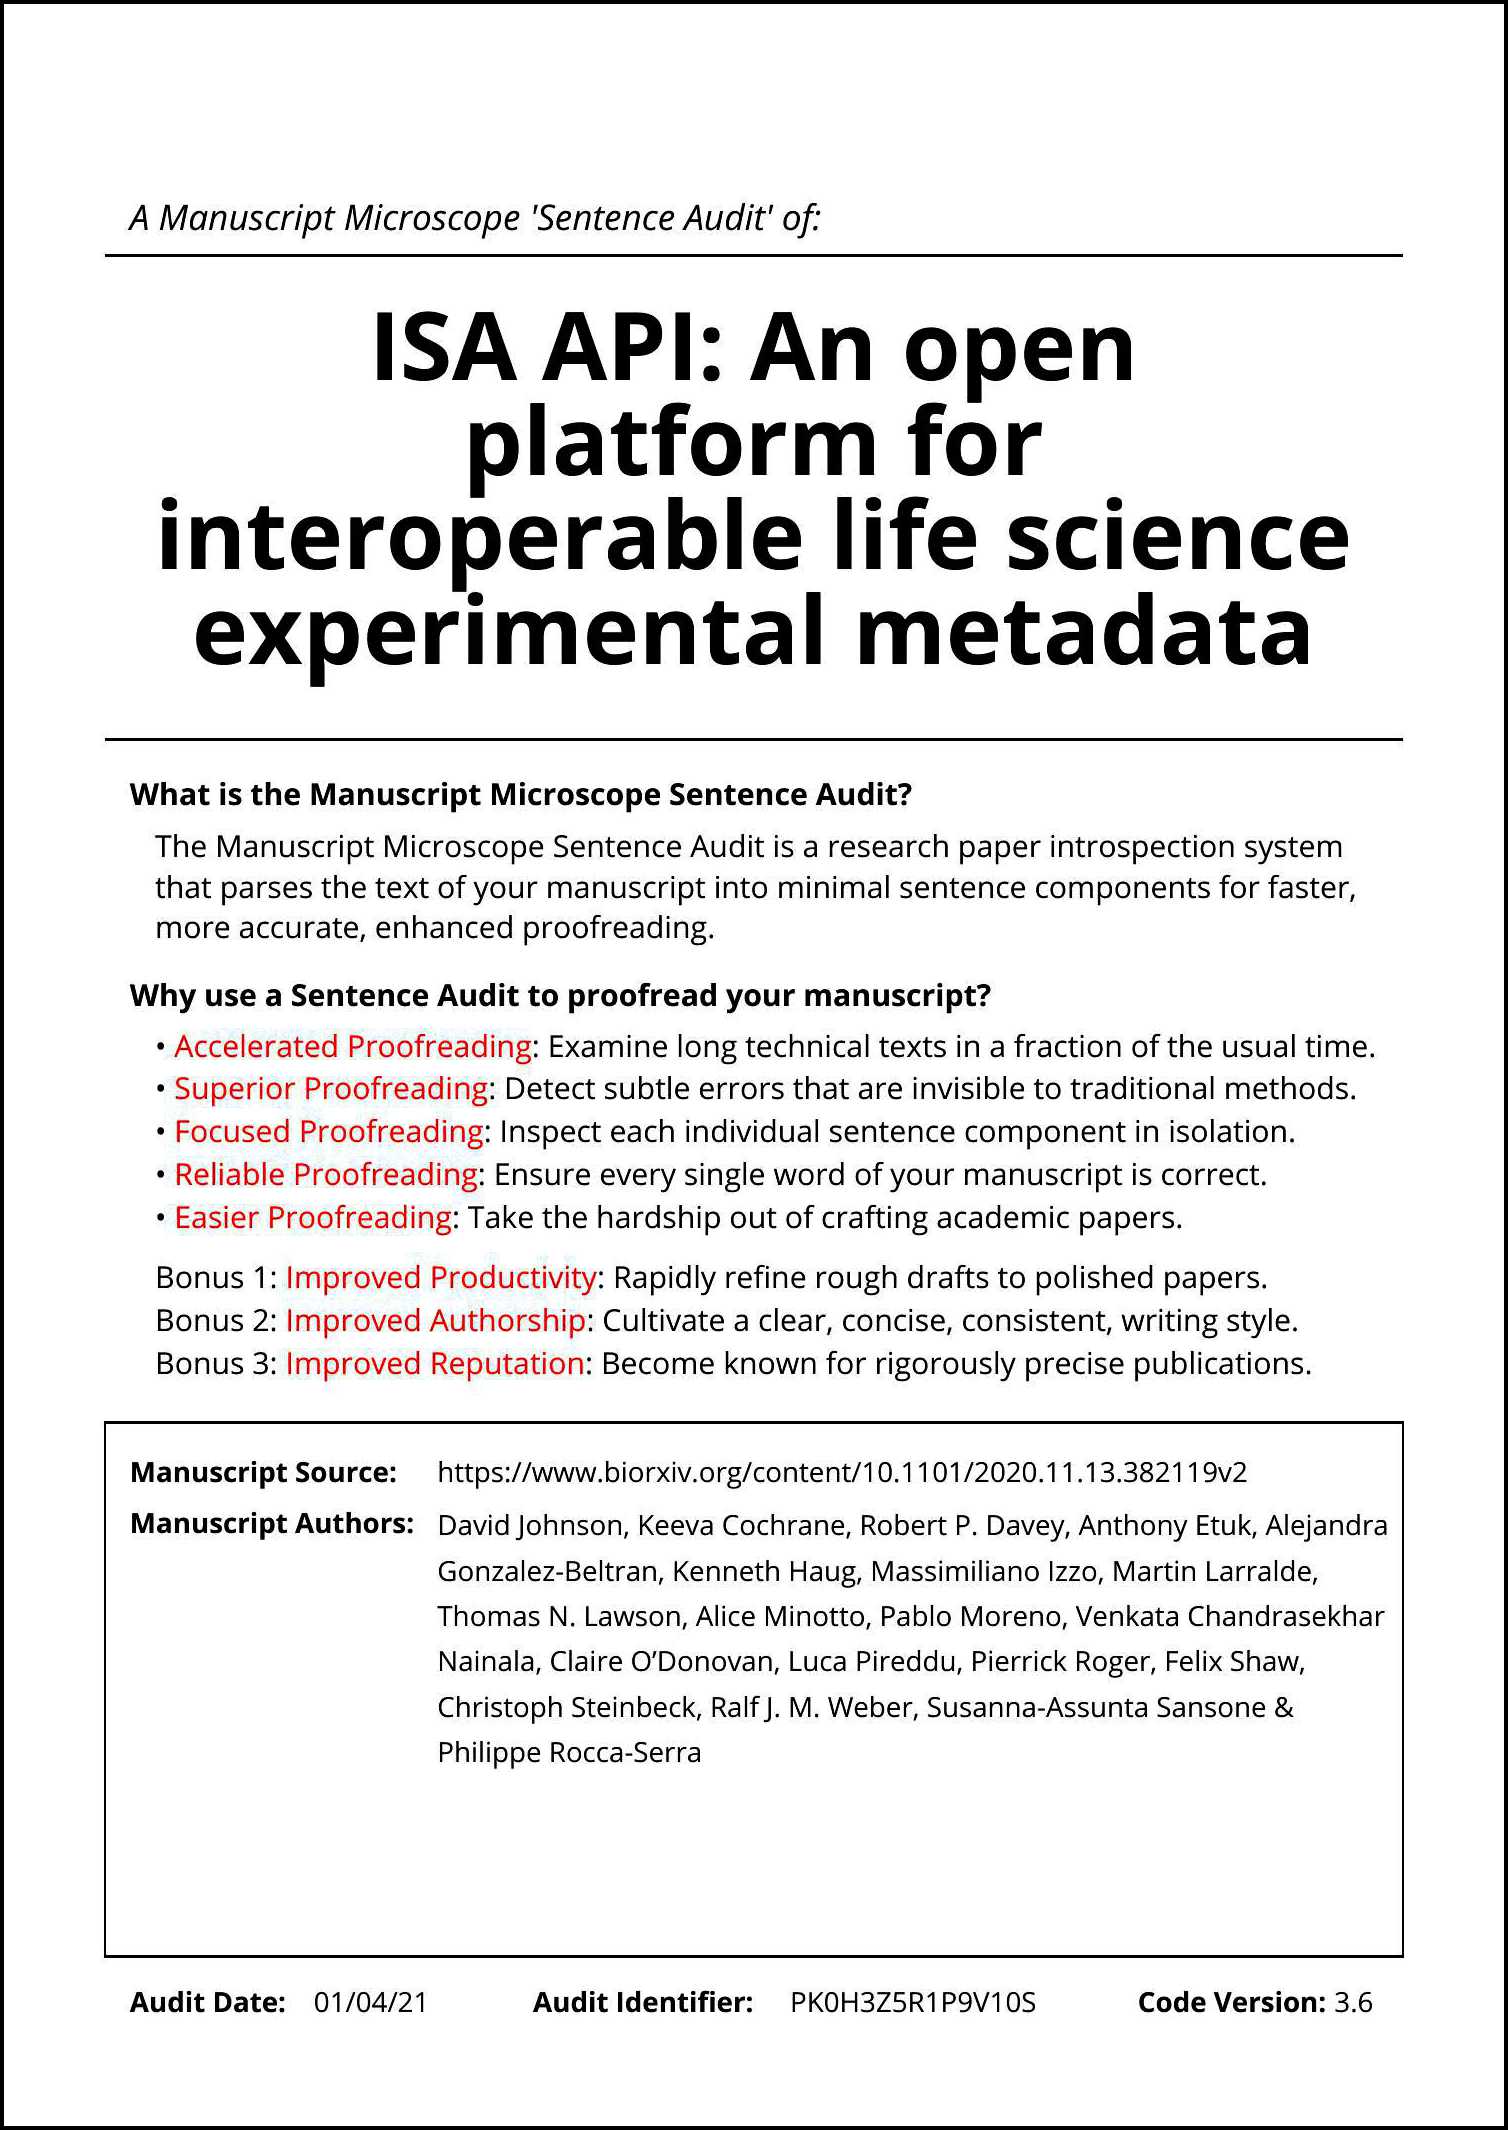 A Manuscript Microscope 'Sentence Audit' of:
ISA API: An open
platform for
interoperable life science
experimental metadata
What is the Manuscript Microscope Sentence Audit?
The Manuscript Microscope Sentence Audit is a research paper introspection system
that parses the text of your manuscript into minimal sentence components for faster,
more accurate, enhanced proofreading.
Why use a Sentence Audit to proofread your manuscript?
• Accelerated Proofreading: Examine long technical texts in a fraction of the usual time.
• Superior Proofreading: Detect subtle errors that are invisible to traditional methods.
• Focused Proofreading: Inspect each individual sentence component in isolation.
• Reliable Proofreading: Ensure every single word of your manuscript is correct.
• Easier Proofreading: Take the hardship out of crafting academic papers.
Bonus 1: Improved Productivity: Rapidly refine rough drafts to polished papers.
Bonus 2: Improved Authorship: Cultivate a clear, concise, consistent, writing style.
Bonus 3: Improved Reputation: Become known for rigorously precise publications.
Manuscript Source: https://www.biorxiv.org/content/10.1101/2020.11.13.382119v2
Manuscript Authors: David Johnson, Keeva Cochrane, Robert P. Davey, Anthony Etuk, Alejandra
Gonzalez-Beltran, Kenneth Haug, Massimiliano Izzo, Martin Larralde,
Thomas N. Lawson, Alice Minotto, Pablo Moreno, Venkata Chandrasekhar
Nainala, Claire O’Donovan, Luca Pireddu, Pierrick Roger, Felix Shaw,
Christoph Steinbeck, Ralf J. M. Weber, Susanna-Assunta Sansone &
Philippe Rocca-Serra
Audit Date: 01/04/21 Audit Identifier: PK0H3Z5R1P9V10S Code Version: 3.6